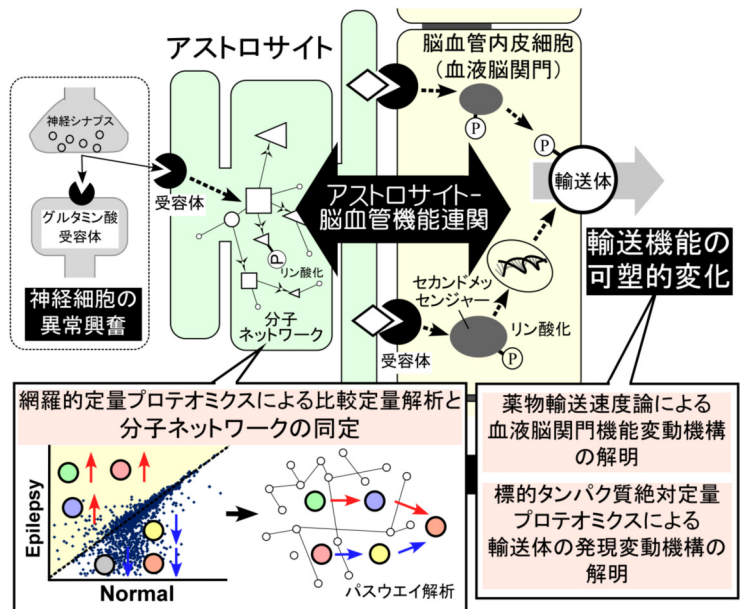 アストロサイト
脳血管内皮細胞
（血液脳関門）
神経シナプス
グルタミン酸
受容体
神経細胞の
異常興奮
受容体
P
リン酸化
分子
ネットワーク
アストロサイト-
脳血管機能連関
P
P
輸送体
セカンドメッ
センジャー
リン酸化
P
受容体
輸送機能の
可塑的変化
網羅的定量プロテオミクスによる比較定量解析と
分子ネットワークの同定
Epilepsy
Normal
パスウエイ解析
薬物輸送速度論による
血液脳関門機能変動機構
の解明
標的タンパク質絶対定量
プロテオミクスによる
輸送体の発現変動機構の
解明